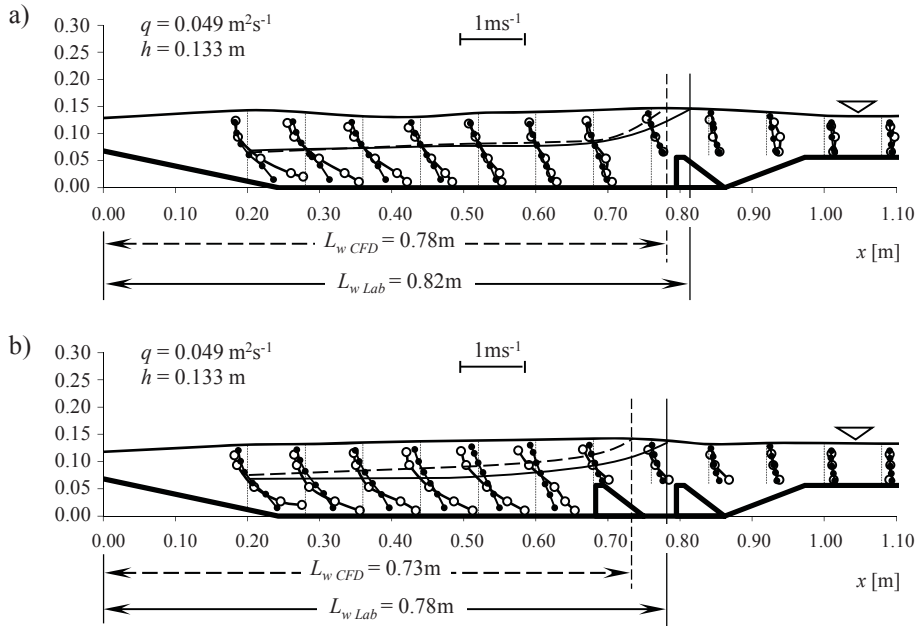 a)
q = 0.049 m²s⁻¹
h = 0.133 m
1ms⁻¹
0.30
0.25
0.20
0.15
0.10
0.05
0.00
0.00 0.10 0.20 0.30 0.40 0.50 0.60 0.70 0.80 0.90 1.00 1.10
L_w CFD = 0.78m
x [m]
L_w Lab = 0.82m
b)
q = 0.049 m²s⁻¹
h = 0.133 m
1ms⁻¹
0.30
0.25
0.20
0.15
0.10
0.05
0.00
0.00 0.10 0.20 0.30 0.40 0.50 0.60 0.70 0.80 0.90 1.00 1.10
L_w CFD = 0.73m
x [m]
L_w Lab = 0.78m